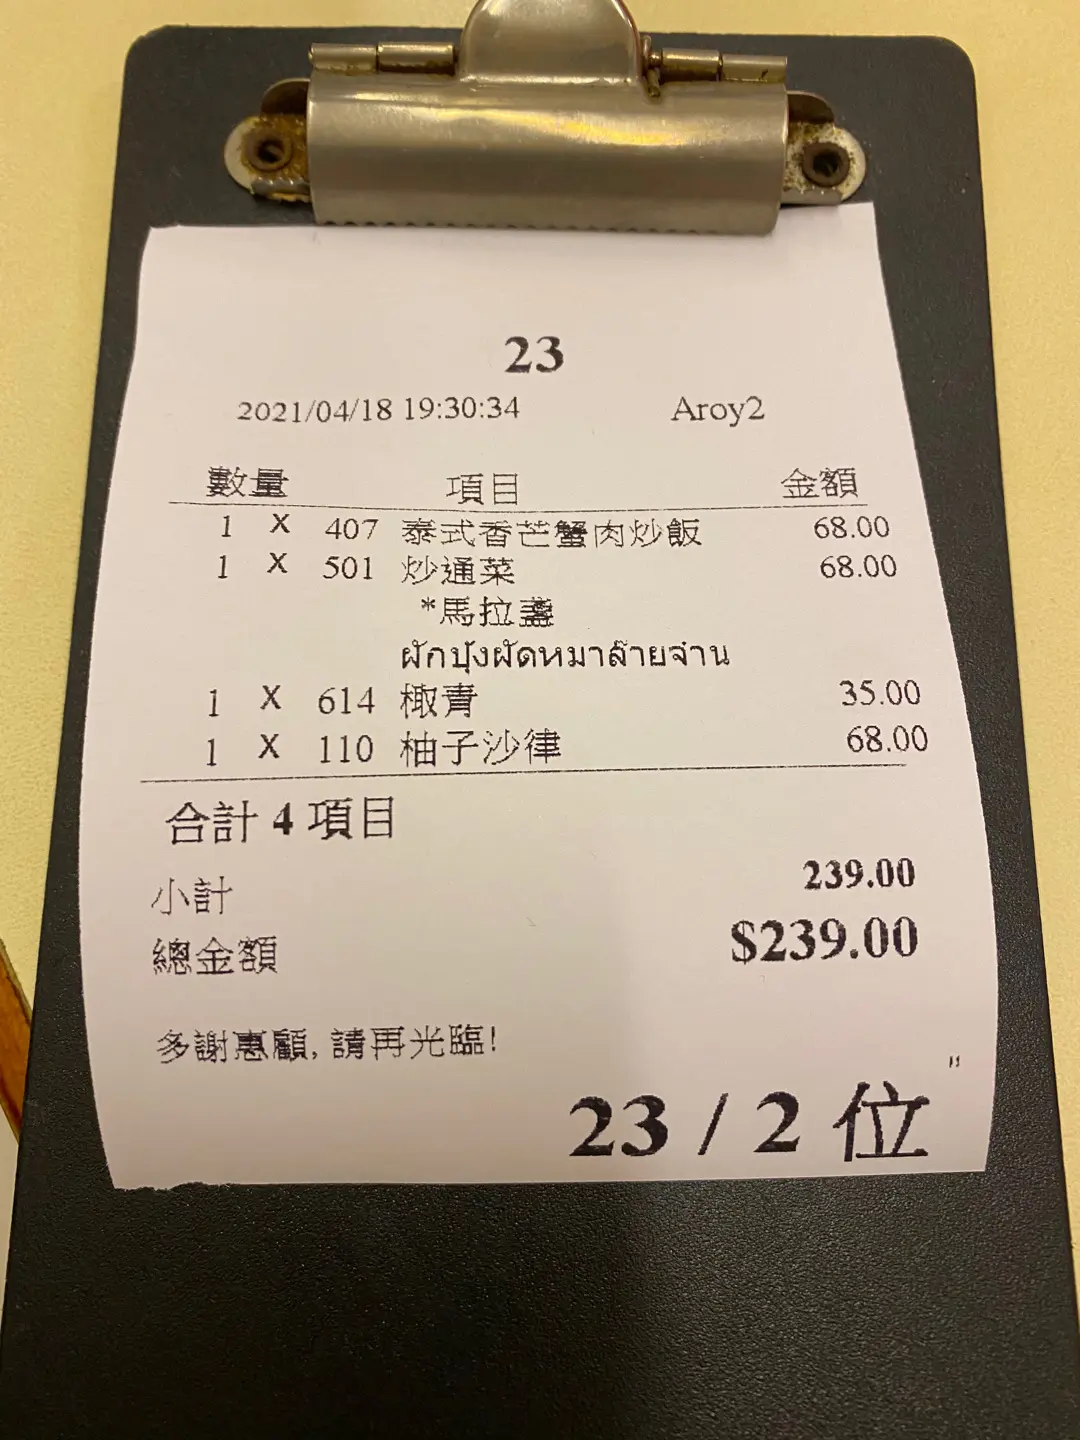 23
2021/04/18 19:30:34 Aroy2
數量 項目 金額
1 X 407 泰式香芒蟹肉炒飯 68.00
1 X 501 炒通菜 68.00
*馬拉盞
ผักบุ้งผัดหมาล๊ายจ๋าน
1 X 614 椰青 35.00
1 X 110 柚子沙律 68.00
合計 4 項目
小計 239.00
總金額 $239.00
多謝惠顧, 請再光臨!
"
23 / 2 位